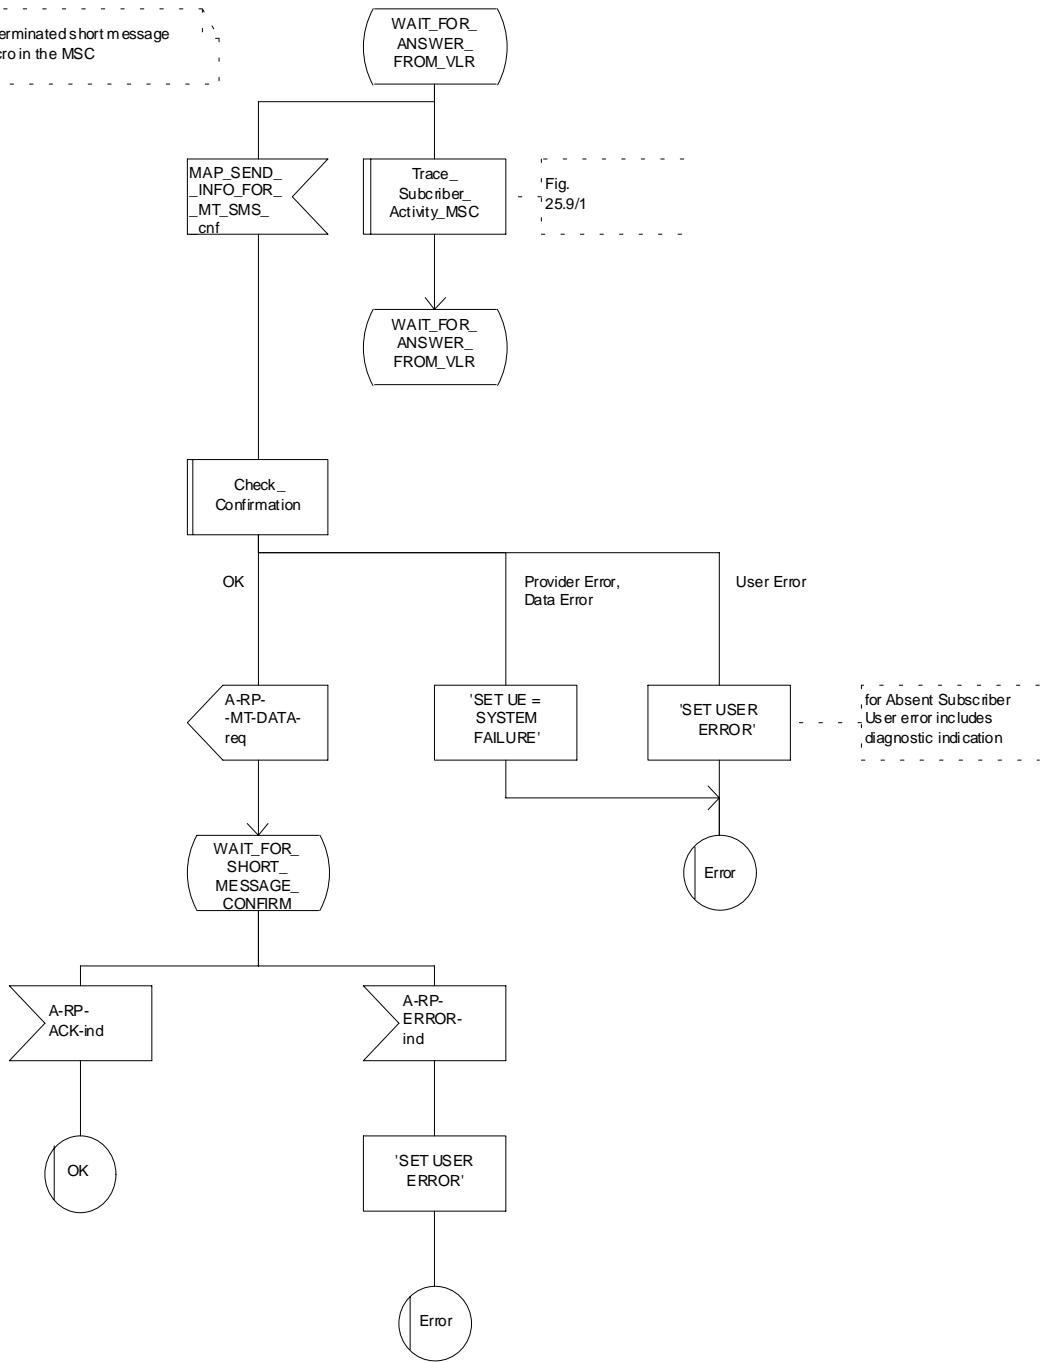 erminated short message
cro in the MSC
WAIT_FOR_
ANSWER_
FROM_VLR
MAP_SEND_
_INFO_FOR_
_MT_SMS_
_cnf
Trace_
Subcriber_
Activity_MSC
Fig.
25.9/1
WAIT_FOR_
ANSWER_
FROM_VLR
Check_
Confirmation
OK
Provider Error,
Data Error
User Error
A-RP-
-MT-DATA-
req
'SET UE =
SYSTEM
FAILURE'
'SET USER
ERROR'
for Absent Subscriber
User error includes
diagnostic indication
WAIT_FOR_
SHORT_
MESSAGE_
CONFIRM
Error
A-RP-
ACK-ind
A-RP-
ERROR-
ind
OK
'SET USER
ERROR'
Error